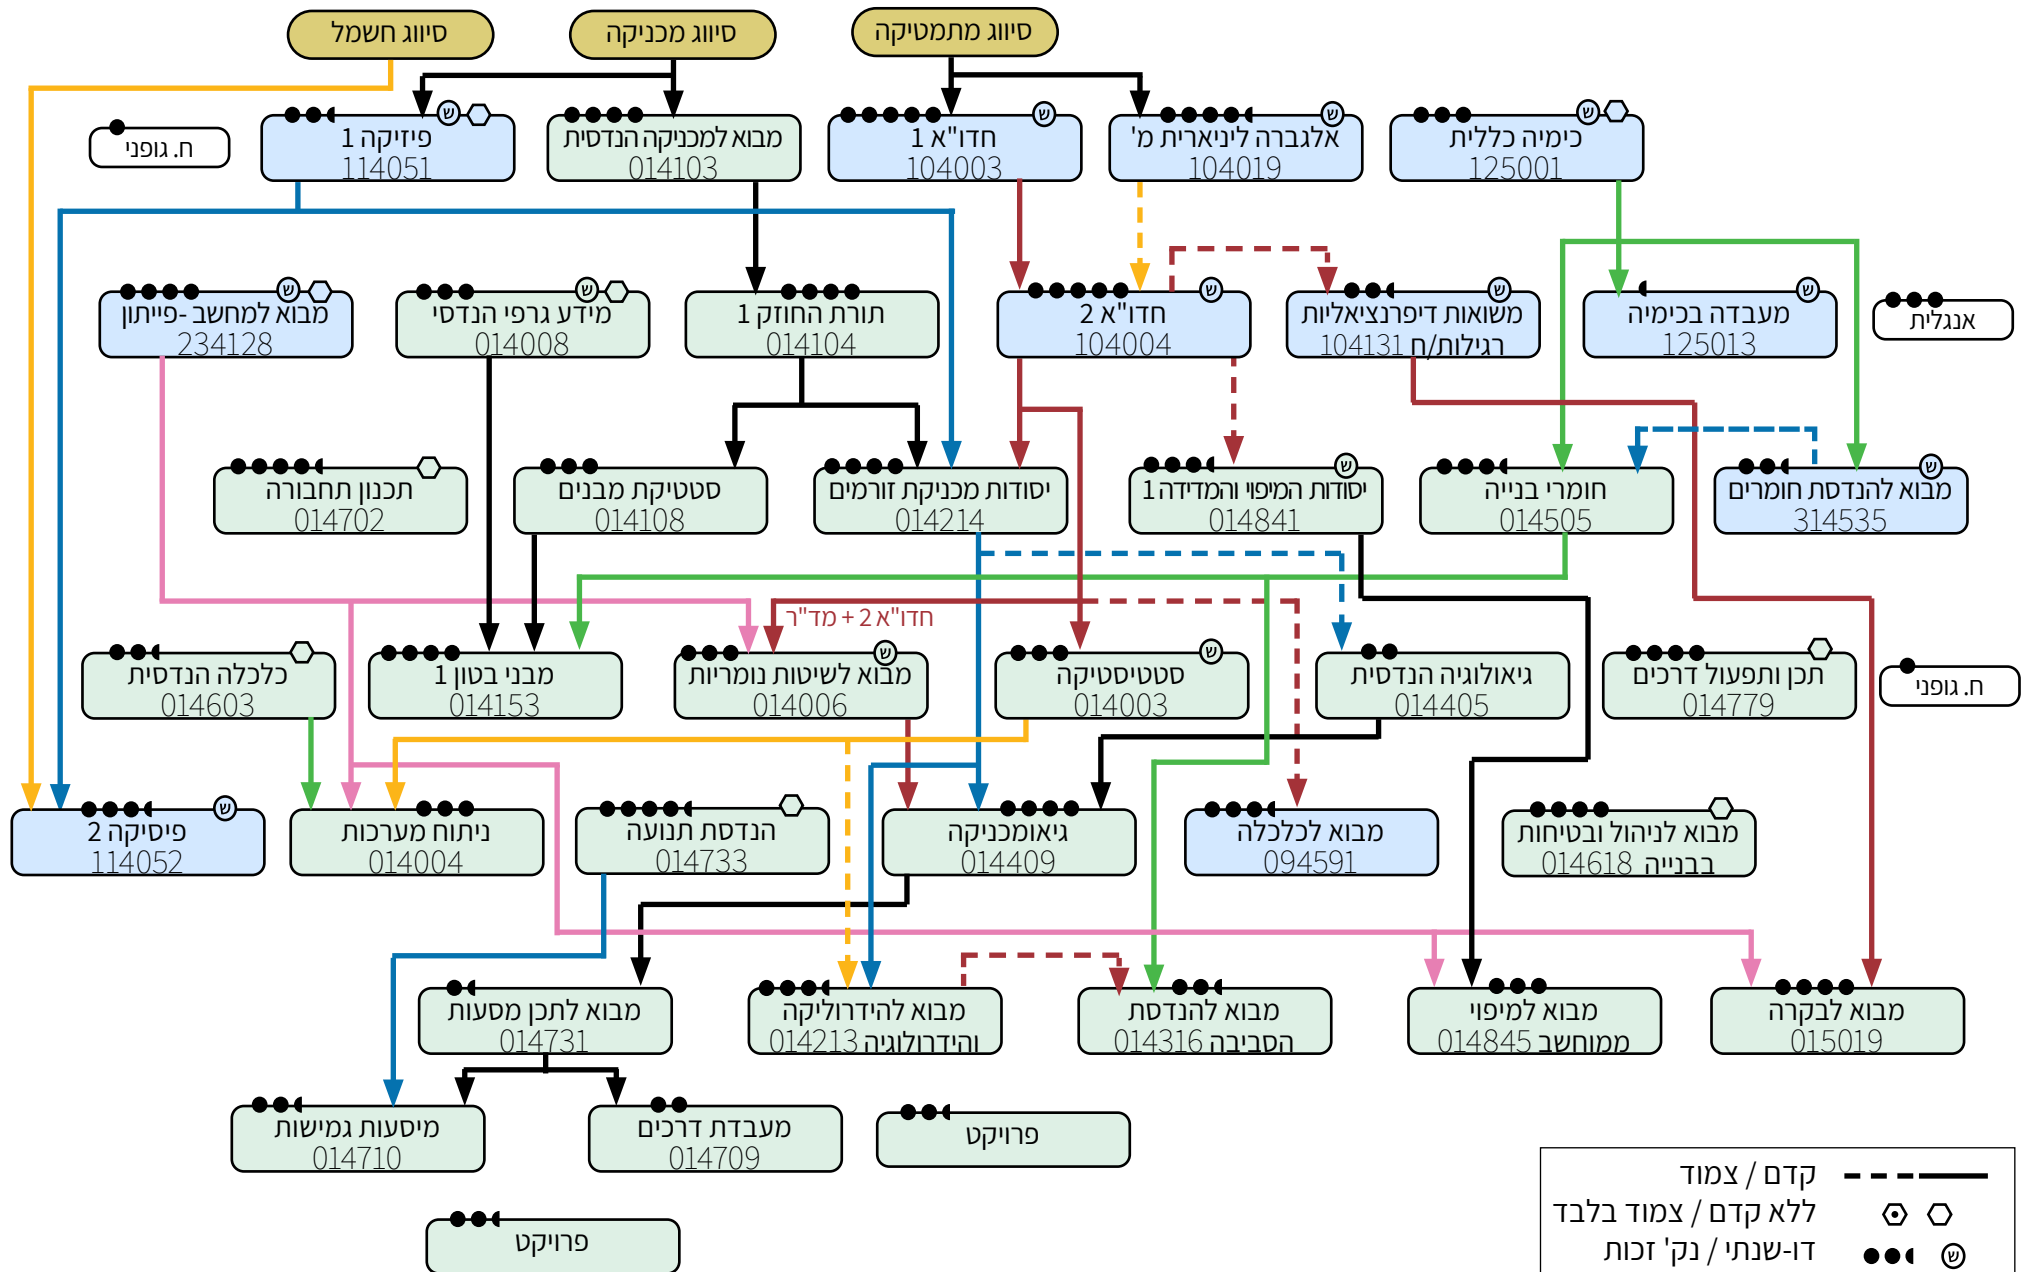 סיווג מתמטיקה
סיווג מכניקה
סיווג חשמל
כימיה כללית
125001
אלגברה ליניארית מ'
104019
חדו"א 1
104003
מבוא למכניקה הנדסית
014103
פיזיקה 1
114051
ח. גופני
אנגלית
מעבדה בכימיה
125013
משואות דיפרנציאליות
רגילות/ח 104131
חדו"א 2
104004
תורת החוזק 1
014104
מידע גרפי הנדסי
014008
מבוא למחשב -פייתון
234128
מבוא להנדסת חומרים
314535
חומרי בנייה
014505
יסודות המיפוי והמדידה 1
014841
יסודות מכניקת זורמים
014214
סטטיקת מבנים
014108
תכנון תחבורה
014702
חדו"א 2 + מד"ר
ח. גופני
תכן ותפעול דרכים
014779
גיאולוגיה הנדסית
014405
סטטיסטיקה
014003
מבוא לשיטות נומריות
014006
מבני בטון 1
014153
כלכלה הנדסית
014603
מבוא לניהול ובטיחות
בבנייה 014618
מבוא לכלכלה
094591
גיאומכניקה
014409
הנדסת תנועה
014733
ניתוח מערכות
014004
פיסיקה 2
114052
מבוא לבקרה
015019
מבוא למיפוי
ממוחשב 014845
מבוא להנדסת
הסביבה 014316
מבוא להידרוליקה
והידרולוגיה 014213
מבוא לתכן מסעות
014731
פרויקט
מעבדת דרכים
014709
מיסעות גמישות
014710
פרויקט
קדם / צמוד
ללא קדם / צמוד בלבד
דו-שנתי / נק' זכות
ש